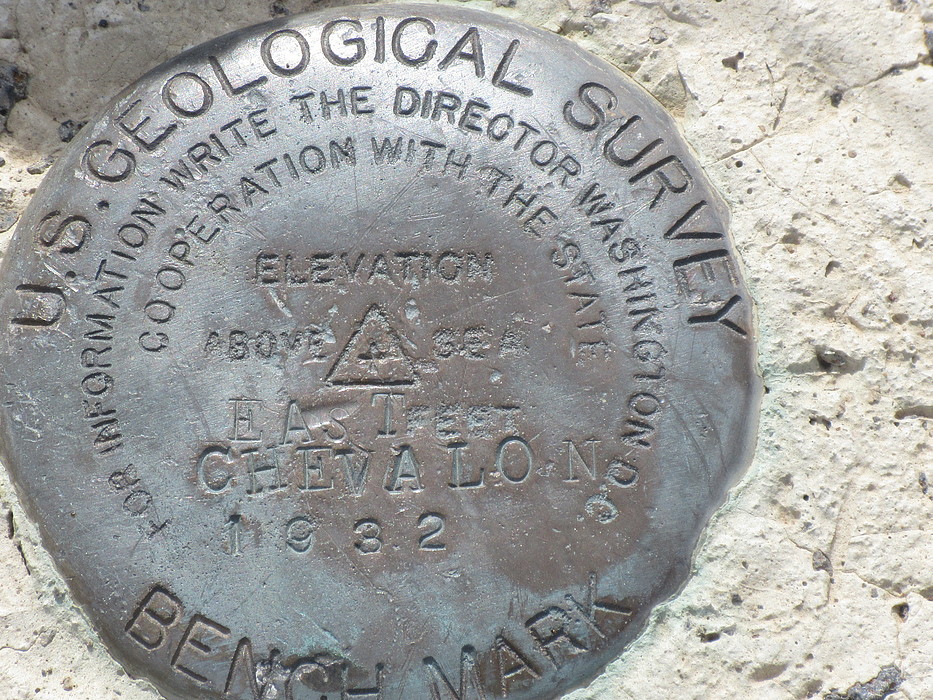 U.S. GEOLOGICAL SURVEY
FOR INFORMATION WRITE THE DIRECTOR WASHINGTON D.C.
COOPERATION WITH THE STATE
ELEVATION
ABOVE SEA
EAST FEET
CHEVALON
1932
BENCH MARK